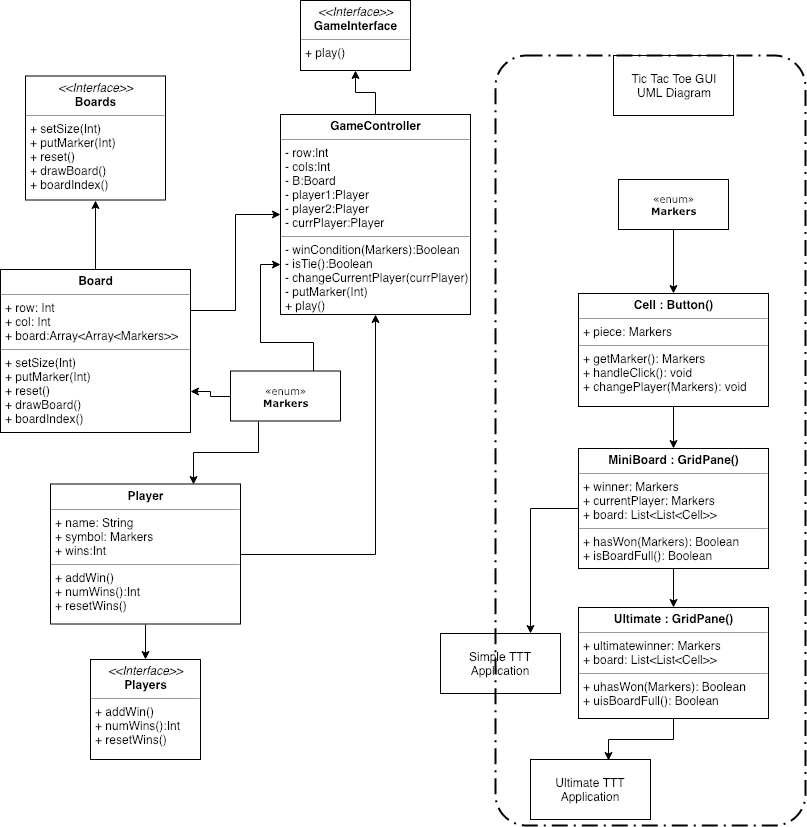 <<Interface>>
GameInterface
+ play()
<<Interface>>
Boards
+ setSize(Int)
+ putMarker(Int)
+ reset()
+ drawBoard()
+ boardIndex()
GameController
- row:Int
- cols:Int
- B:Board
- player1:Player
- player2:Player
- currPlayer:Player
- winCondition(Markers):Boolean
- isTie():Boolean
- changeCurrentPlayer(currPlayer)
- putMarker(Int)
+ play()
Board
+ row: Int
+ col: Int
+ board:Array<Array<Markers>>
+ setSize(Int)
+ putMarker(Int)
+ reset()
+ drawBoard()
+ boardIndex()
«enum»
Markers
Player
+ name: String
+ symbol: Markers
+ wins:Int
+ addWin()
+ numWins():Int
+ resetWins()
<<Interface>>
Players
+ addWin()
+ numWins():Int
+ resetWins()
Tic Tac Toe GUI
UML Diagram
«enum»
Markers
Cell : Button()
+ piece: Markers
+ getMarker(): Markers
+ handleClick(): void
+ changePlayer(Markers): void
MiniBoard : GridPane()
+ winner: Markers
+ currentPlayer: Markers
+ board: List<List<Cell>>
+ hasWon(Markers): Boolean
+ isBoardFull(): Boolean
Ultimate : GridPane()
+ ultimatewinner: Markers
+ board: List<List<Cell>>
+ uhasWon(Markers): Boolean
+ uisBoardFull(): Boolean
Simple TTT
Application
Ultimate TTT
Application